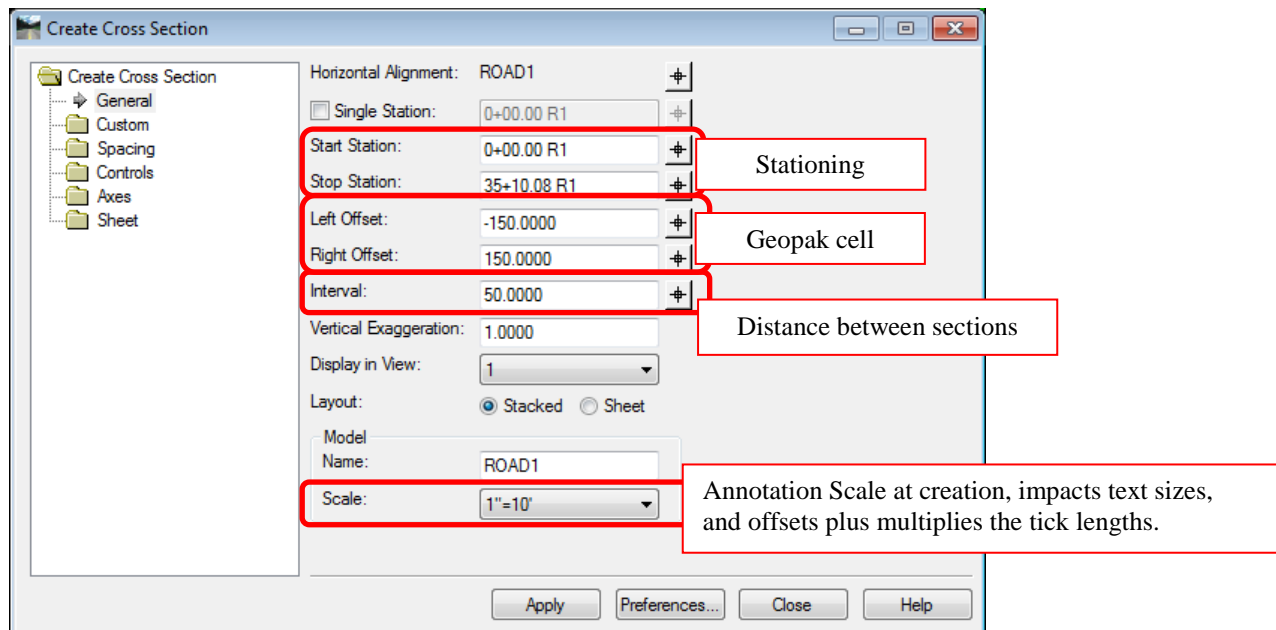 Create Cross Section
Create Cross Section
General
Custom
Spacing
Controls
Axes
Sheet
Horizontal Alignment: ROAD1
Single Station: 0+00.00 R1
Start Station: 0+00.00 R1
Stop Station: 35+10.08 R1
Stationing
Left Offset: -150.0000
Right Offset: 150.0000
Geopak cell
Interval: 50.0000
Distance between sections
Vertical Exaggeration: 1.0000
Display in View: 1
Layout: Stacked Sheet
Model
Name: ROAD1
Scale: 1"=10'
Annotation Scale at creation, impacts text sizes,
and offsets plus multiplies the tick lengths.
Apply Preferences... Close Help